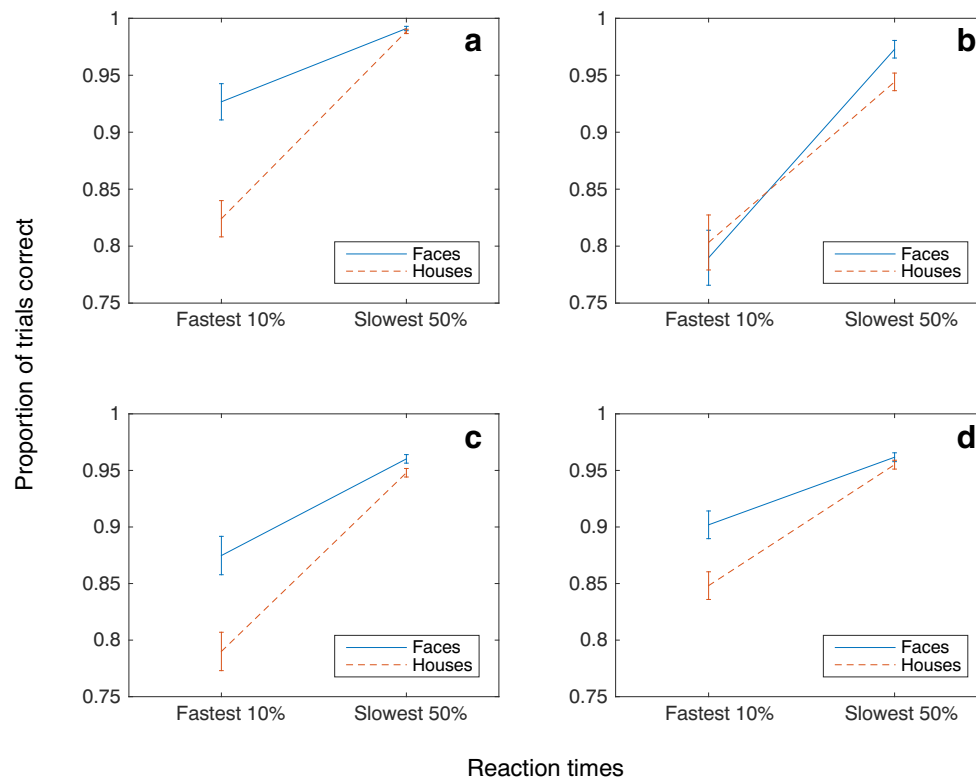 Proportion of trials correct
a
1
0.95
0.9
0.85
0.8
0.75
Faces
Houses
Fastest 10%
Slowest 50%
b
1
0.95
0.9
0.85
0.8
0.75
Faces
Houses
Fastest 10%
Slowest 50%
c
1
0.95
0.9
0.85
0.8
0.75
Faces
Houses
Fastest 10%
Slowest 50%
d
1
0.95
0.9
0.85
0.8
0.75
Faces
Houses
Fastest 10%
Slowest 50%
Reaction times